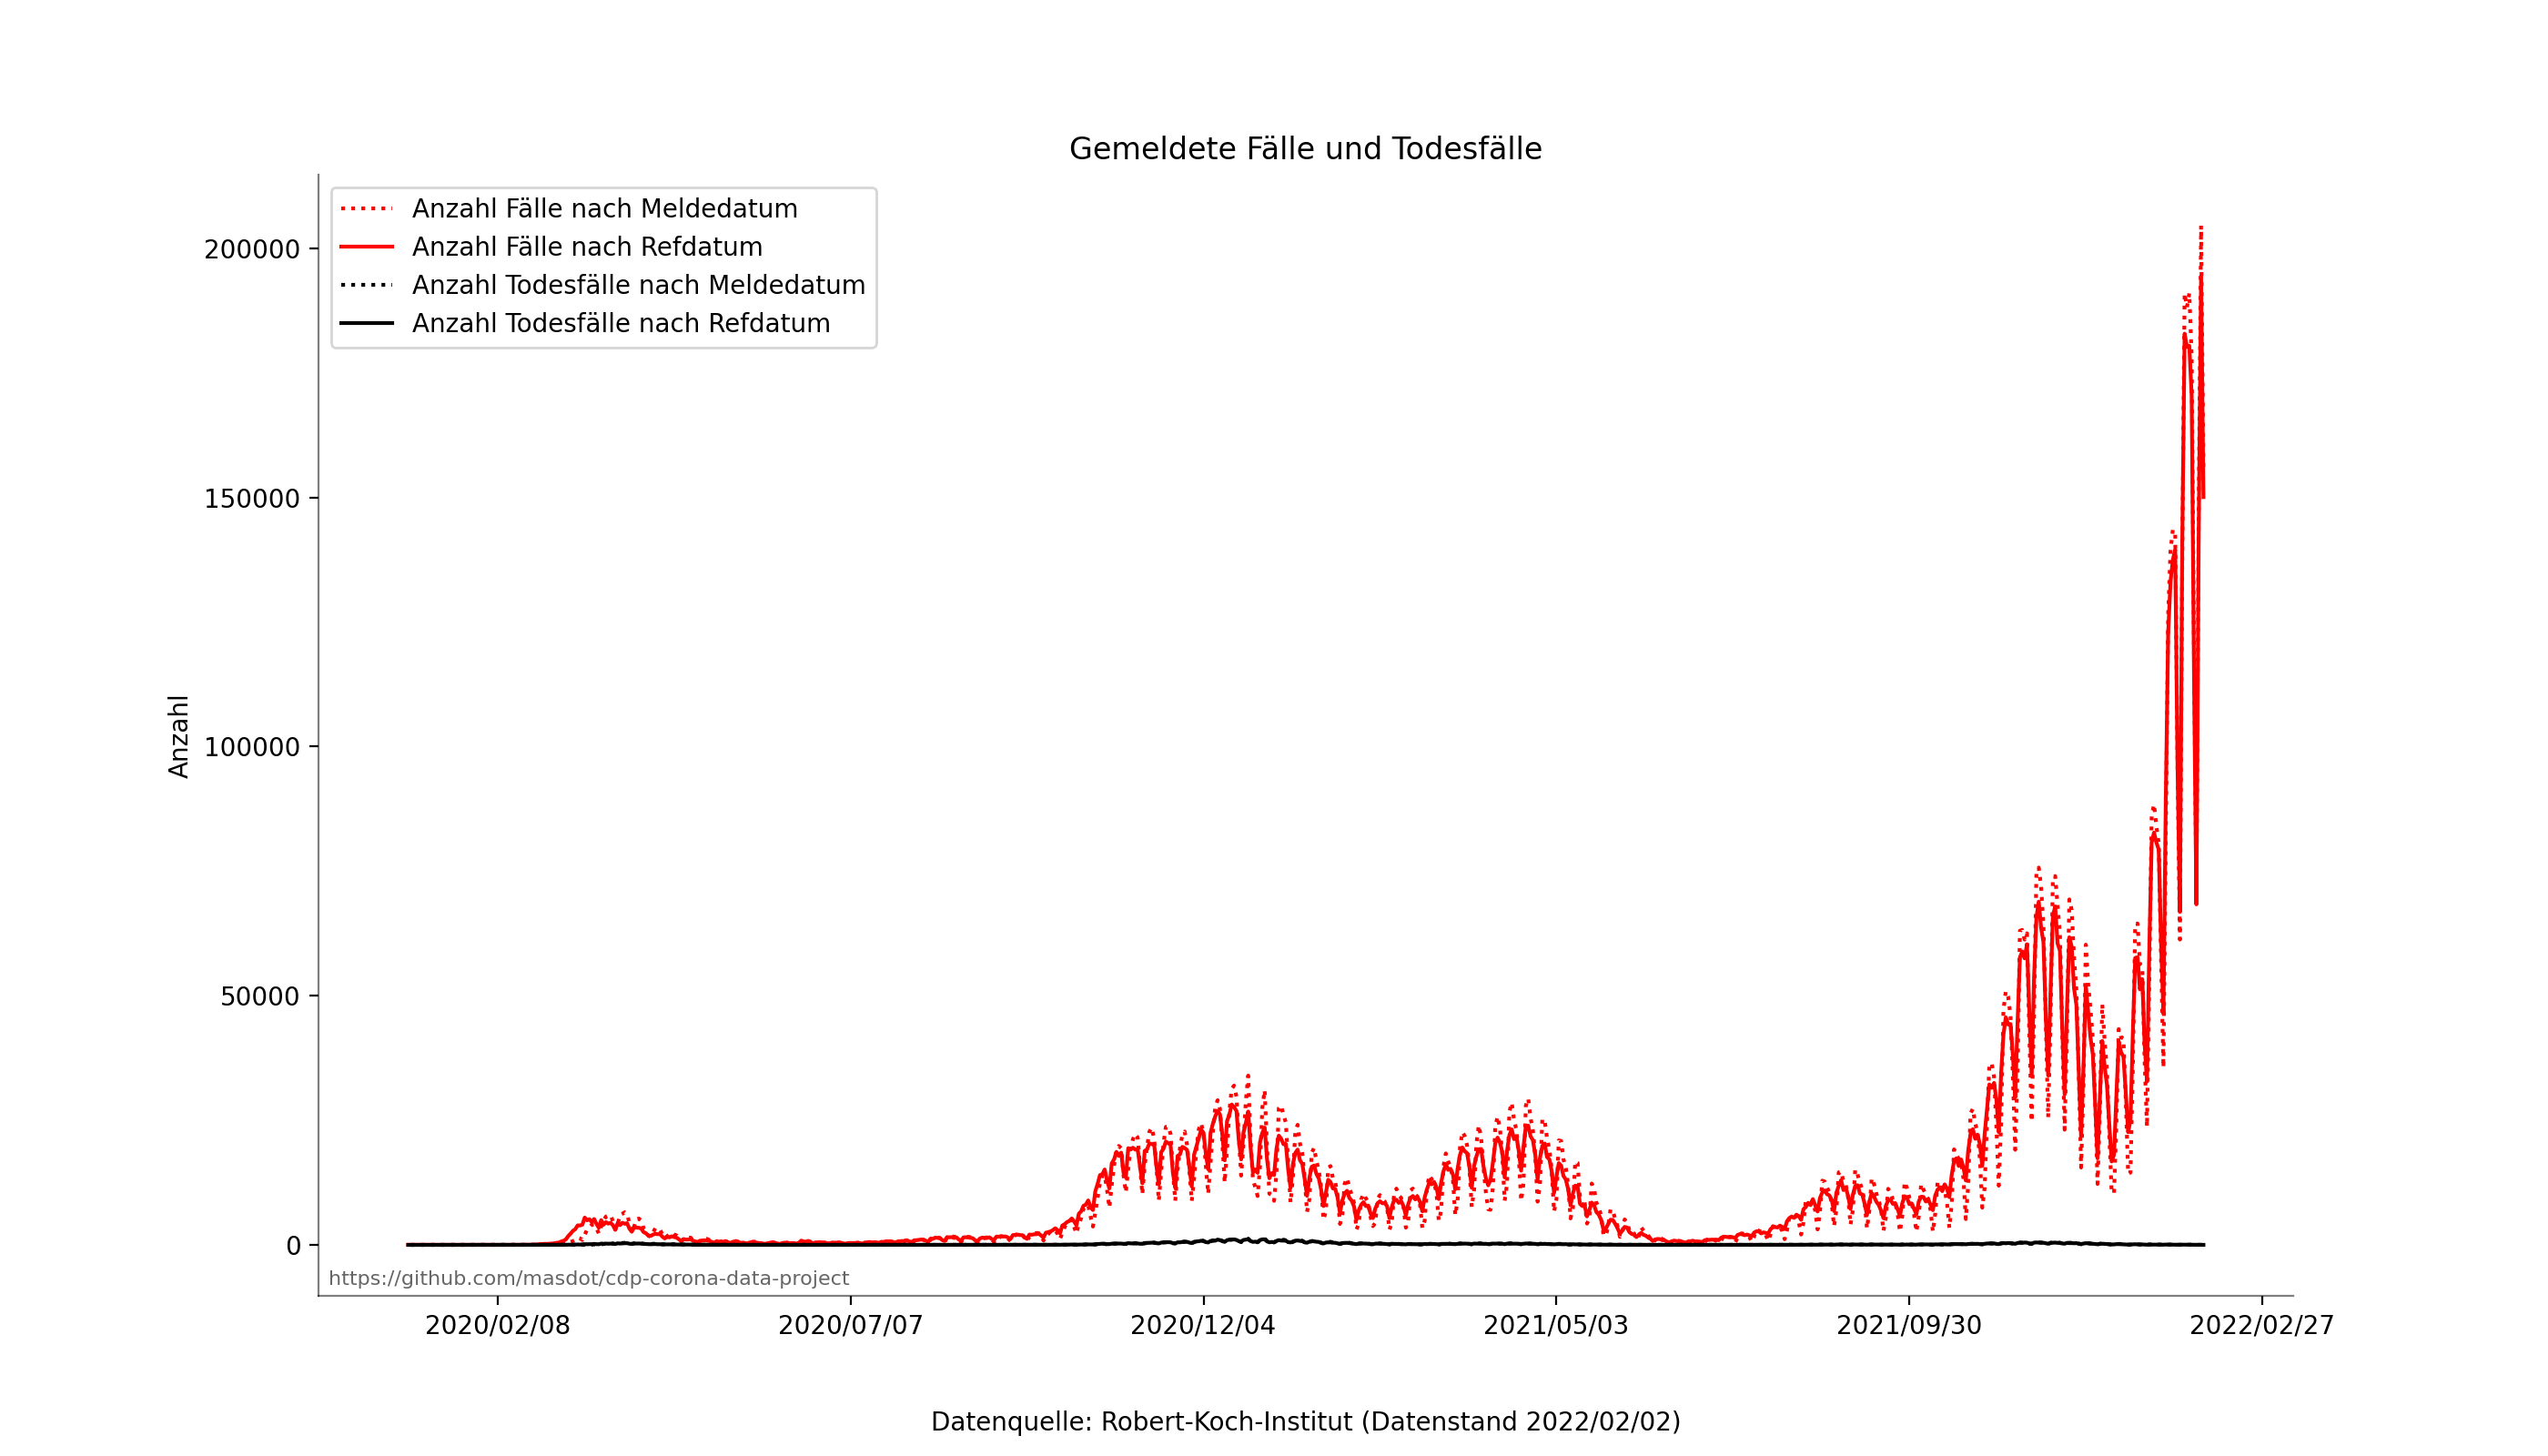 Gemeldete Fälle und Todesfälle
Anzahl Fälle nach Meldedatum
Anzahl Fälle nach Refdatum
Anzahl Todesfälle nach Meldedatum
Anzahl Todesfälle nach Refdatum
200000
150000
100000
50000
0
Anzahl
https://github.com/masdot/cdp-corona-data-project
2020/02/08 2020/07/07 2020/12/04 2021/05/03 2021/09/30 2022/02/27
Datenquelle: Robert-Koch-Institut (Datenstand 2022/02/02)